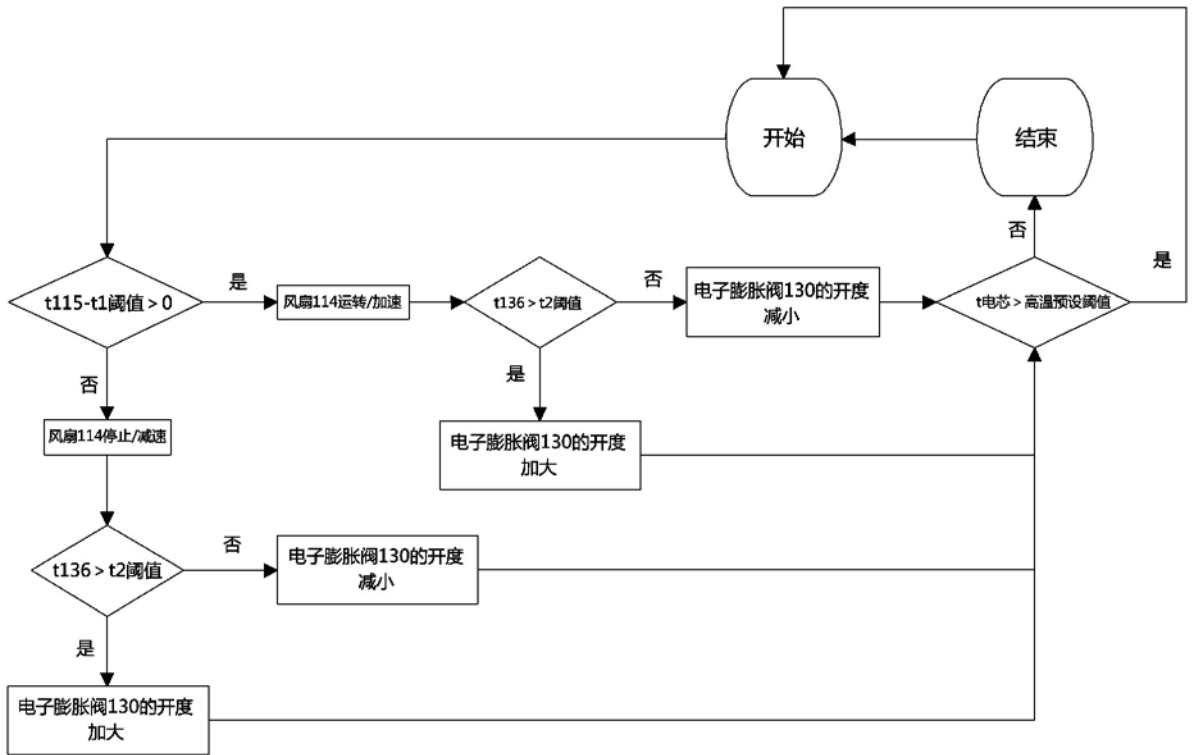 开始
结束
否
是
t115-t1阈值>0
是
风扇114运转/加速
t136>t2阈值
否
电子膨胀阀130的开度
减小
t电芯>高温预设阈值
是
否
风扇114停止/减速
电子膨胀阀130的开度
加大
t136>t2阈值
否
电子膨胀阀130的开度
减小
是
电子膨胀阀130的开度
加大